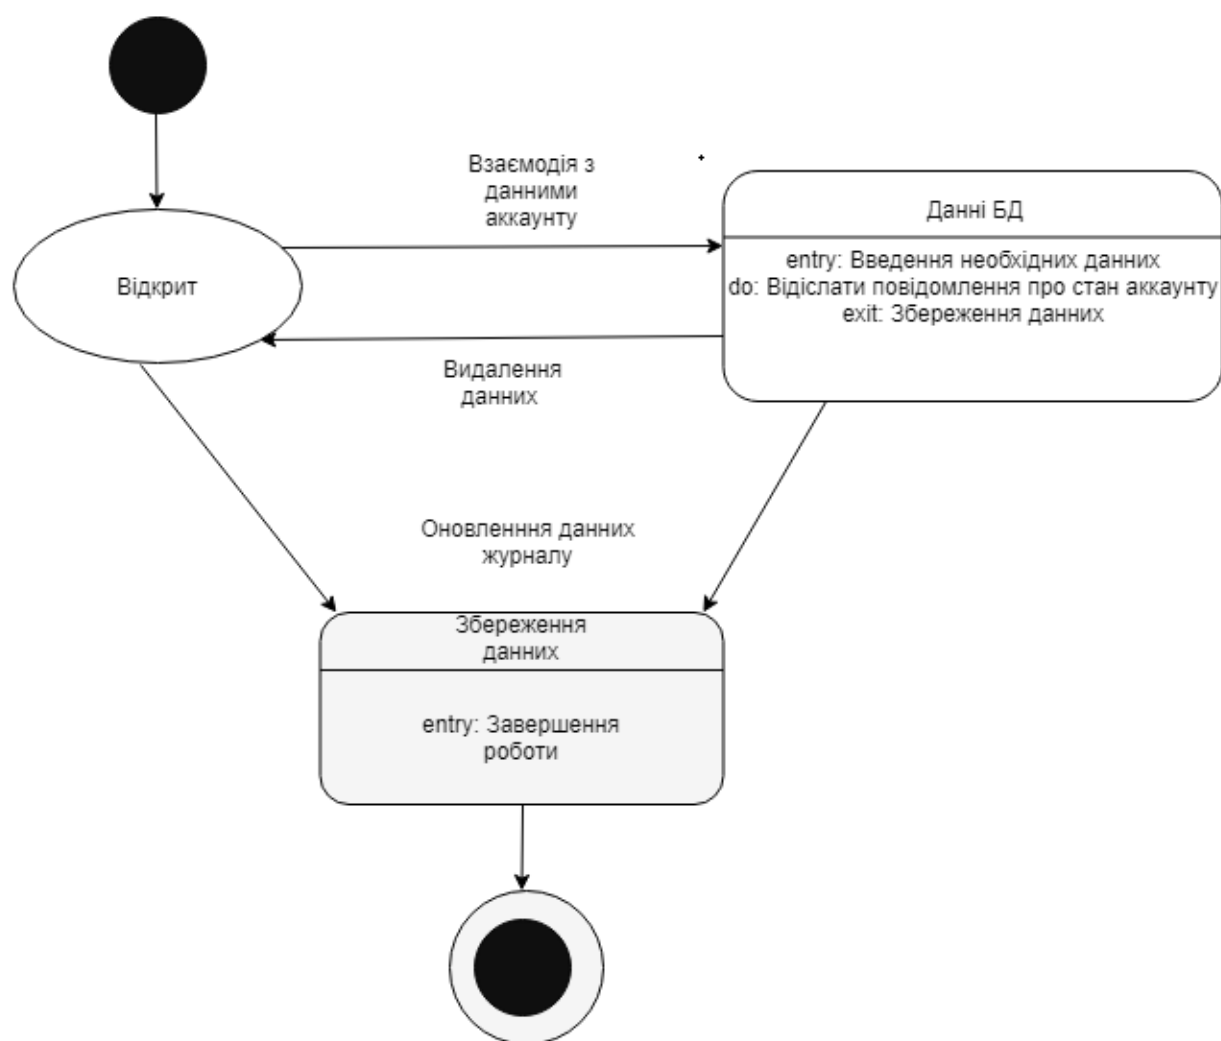 Взаємодія з
данними
аккаунту
Данні БД
Відкрит
entry: Введення необхідних данних
do: Відіслати повідомлення про стан аккаунту
exit: Збереження данних
Видалення
данних
Оновленння данних
журналу
Збереження
данних
entry: Завершення
роботи